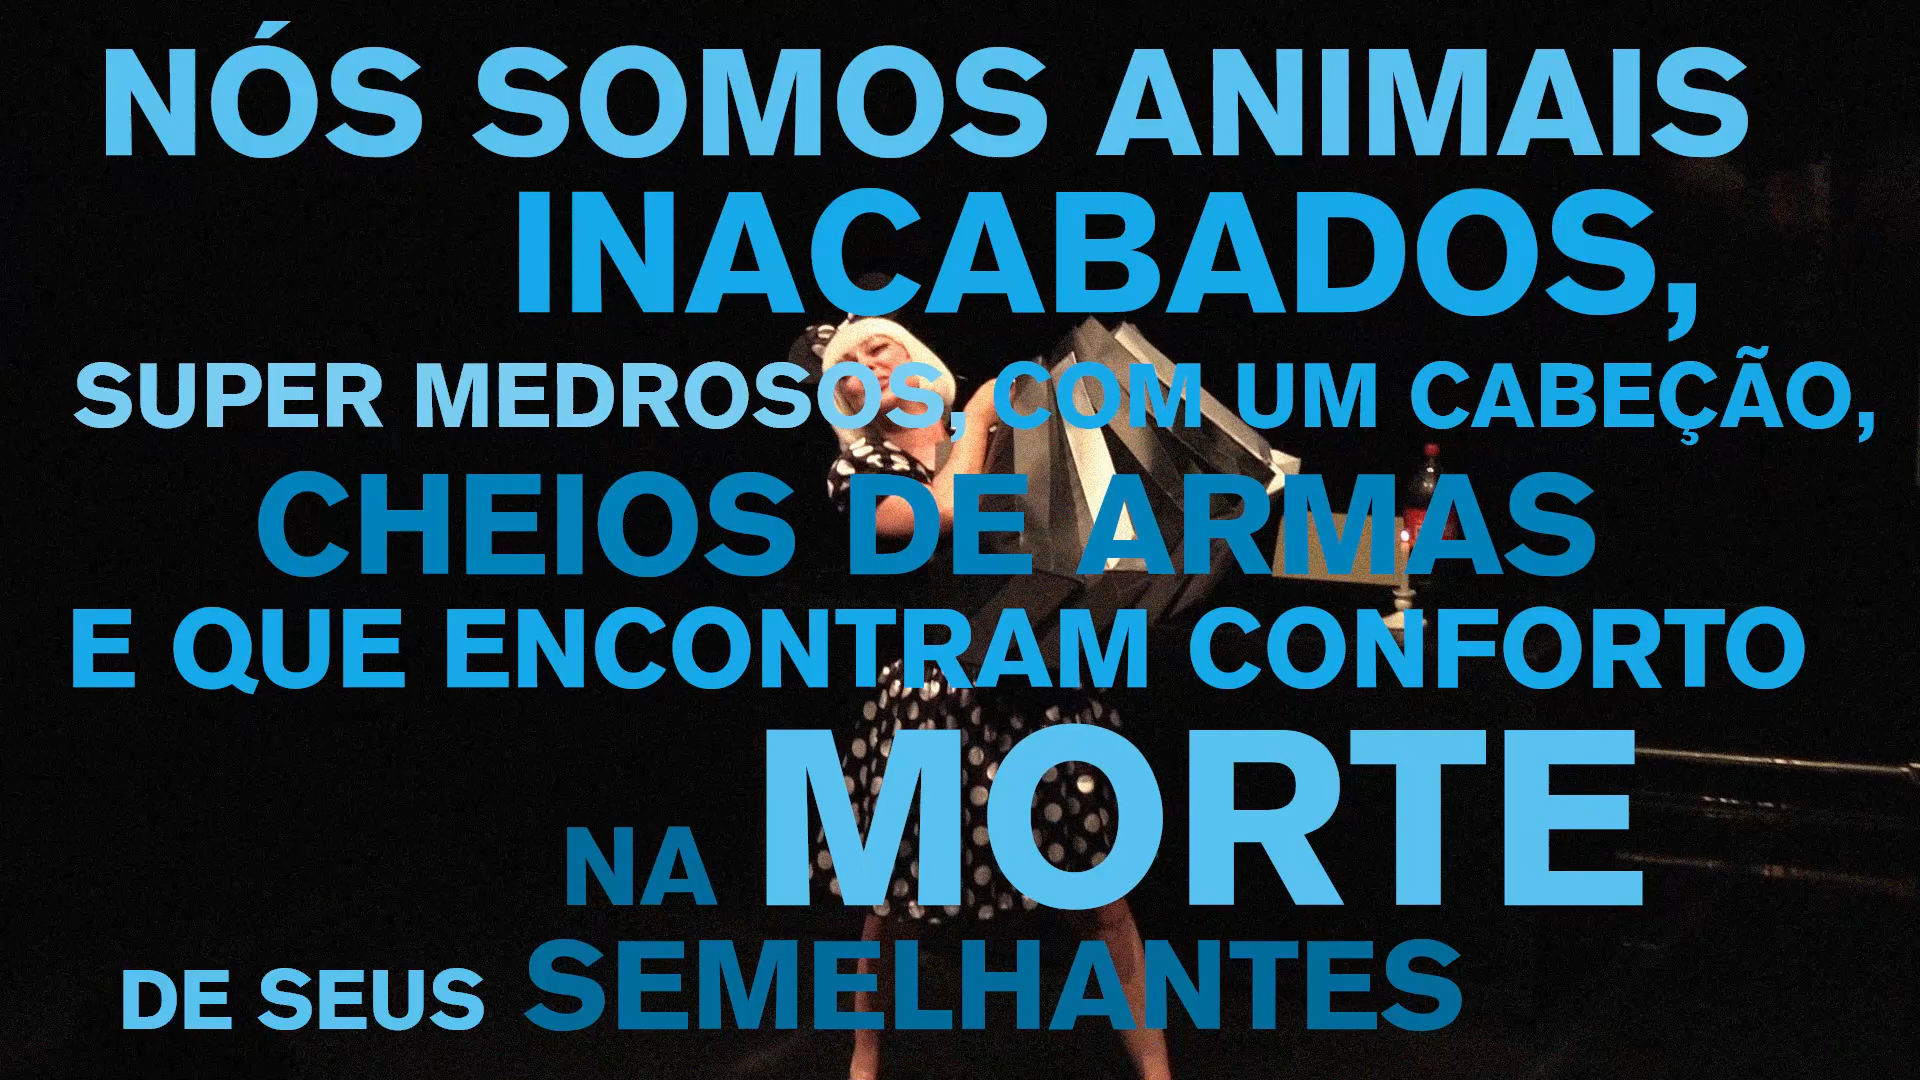 NÓS SOMOS ANIMAIS
INACABADOS,
SUPER MEDROSOS, COM UM CABEÇÃO,
CHEIOS DE ARMAS
E QUE ENCONTRAM CONFORTO
NA MORTE
DE SEUS SEMELHANTES